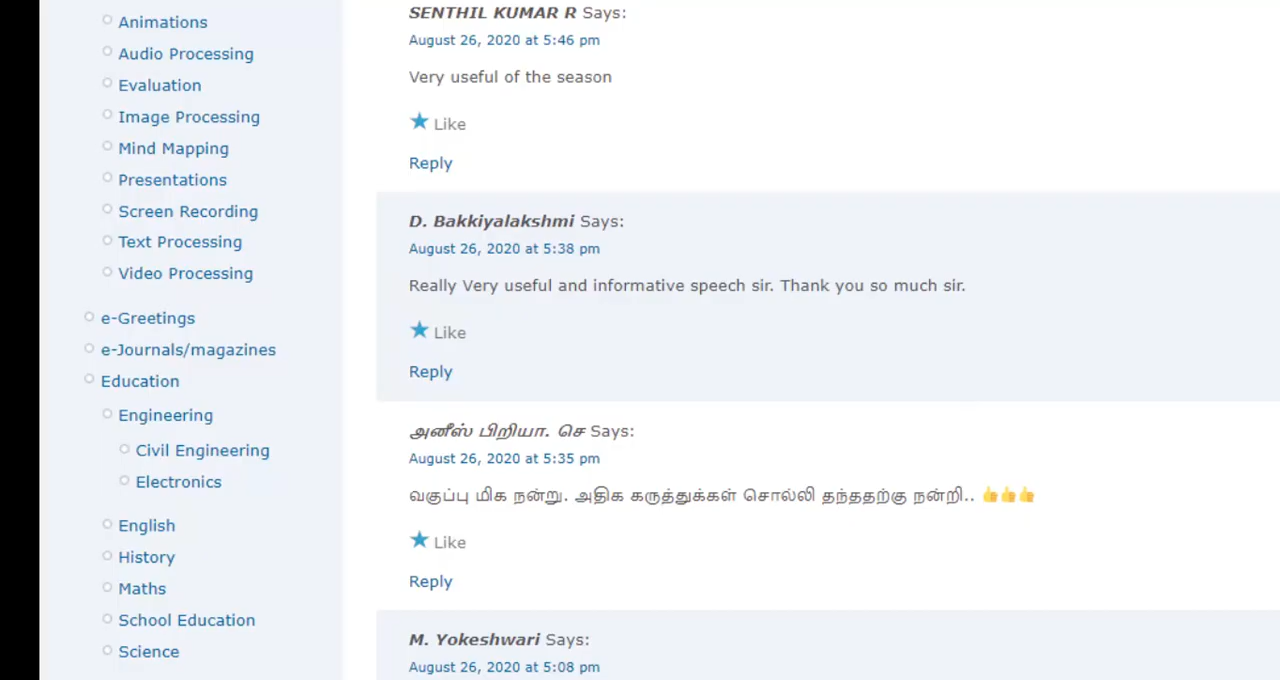 Animations
Audio Processing
Evaluation
Image Processing
Mind Mapping
Presentations
Screen Recording
Text Processing
Video Processing
e-Greetings
e-Journals/magazines
Education
Engineering
Civil Engineering
Electronics
English
History
Maths
School Education
Science
SENTHIL KUMAR R Says:
August 26, 2020 at 5:46 pm
Very useful of the season
Like
Reply
D. Bakkiyalakshmi Says:
August 26, 2020 at 5:38 pm
Really Very useful and informative speech sir. Thank you so much sir.
Like
Reply
அனீஸ் பிறியா. செ Says:
August 26, 2020 at 5:35 pm
வகுப்பு மிக நன்று. அதிக கருத்துக்கள் சொல்லி தந்ததற்கு நன்றி.. 👍👍👍
Like
Reply
M. Yokeshwari Says:
August 26, 2020 at 5:08 pm